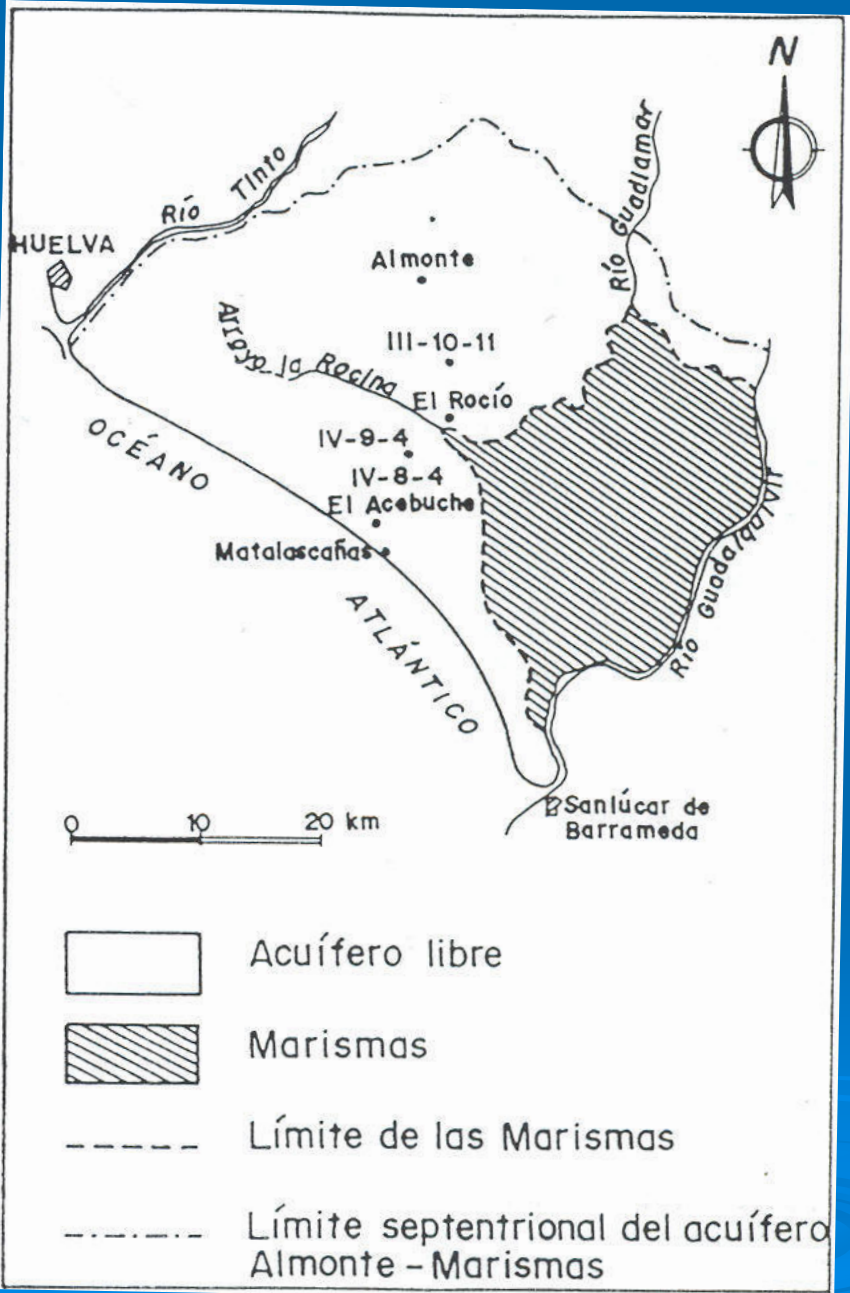 N
Río Tinto
HUELVA
Río Guadiamar
Almonte
III-10-11
Arroyo la Rocina
El Rocío
IV-9-4
IV-8-4
El Acebuche
Matalascañas
OCÉANO
ATLÁNTICO
Río Guadalquivir
Sanlúcar de
Barrameda
0 10 20 km
Acuífero libre
Marismas
Límite de las Marismas
Límite septentrional del acuífero
Almonte - Marismas